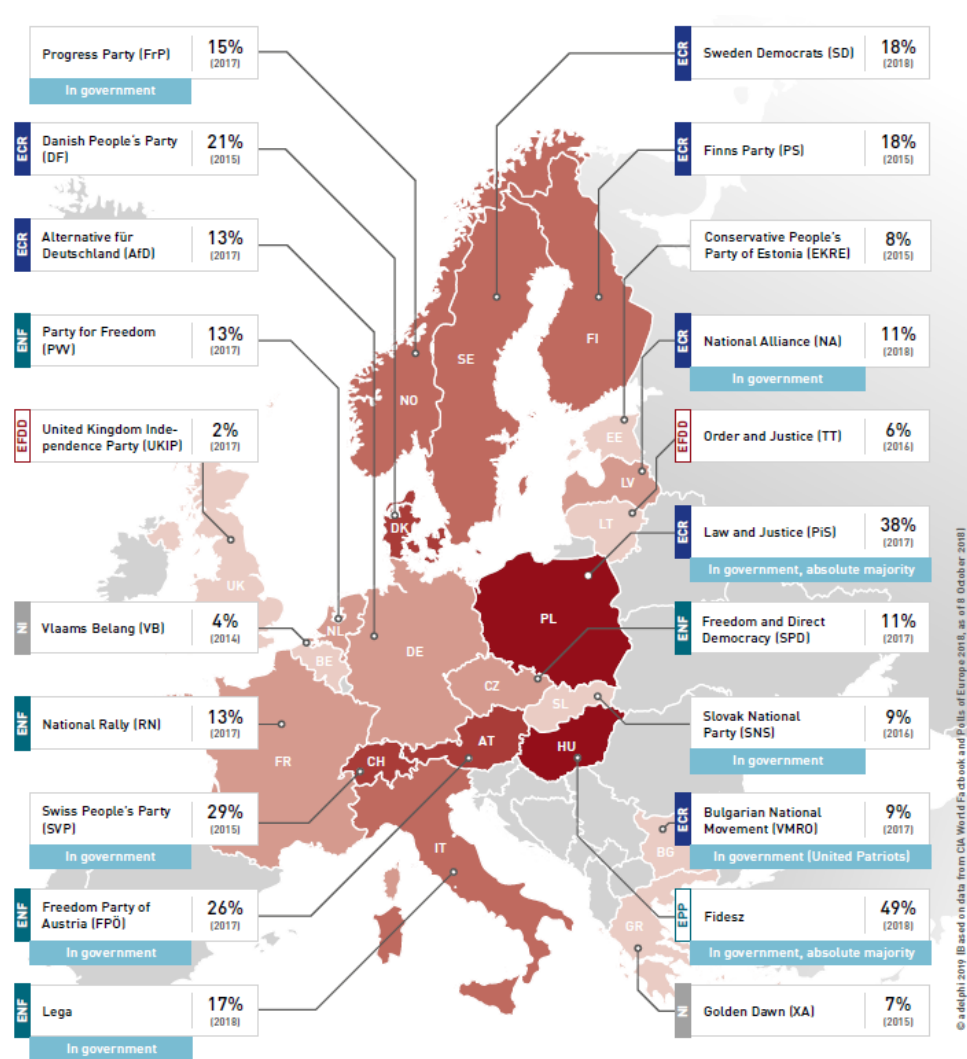 Progress Party (FrP)
15%
(2017)
In government
ECR
Danish People's Party
(DF)
21%
(2015)
ECR
Alternative für
Deutschland (AfD)
13%
(2017)
ENF
Party for Freedom
(PVV)
13%
(2017)
EFDD
United Kingdom Inde-
pendence Party (UKIP)
2%
(2017)
NI
Vlaams Belang (VB)
4%
(2014)
ENF
National Rally (RN)
13%
(2017)
Swiss People's Party
(SVP)
29%
(2015)
In government
ENF
Freedom Party of
Austria (FPÖ)
26%
(2017)
In government
ENF
Lega
17%
(2018)
In government
ECR
Sweden Democrats (SD)
18%
(2018)
ECR
Finns Party (PS)
18%
(2015)
Conservative People's
Party of Estonia (EKRE)
8%
(2015)
ECR
National Alliance (NA)
11%
(2018)
In government
EFDD
Order and Justice (TT)
6%
(2016)
ECR
Law and Justice (PiS)
38%
(2017)
In government, absolute majority
ENF
Freedom and Direct
Democracy (SPD)
11%
(2017)
Slovak National
Party (SNS)
9%
(2016)
In government
ECR
Bulgarian National
Movement (VMRO)
9%
(2017)
In government (United Patriots)
EPP
Fidesz
49%
(2018)
In government, absolute majority
NI
Golden Dawn (XA)
7%
(2015)
NO
SE
FI
EE
LV
LT
DK
UK
NL
BE
DE
PL
CZ
SL
FR
CH
AT
HU
IT
BG
GR
© adelphi 2019 (Based on data from CIA World Factbook and Polls of Europe 2018, as of 8 October 2018)